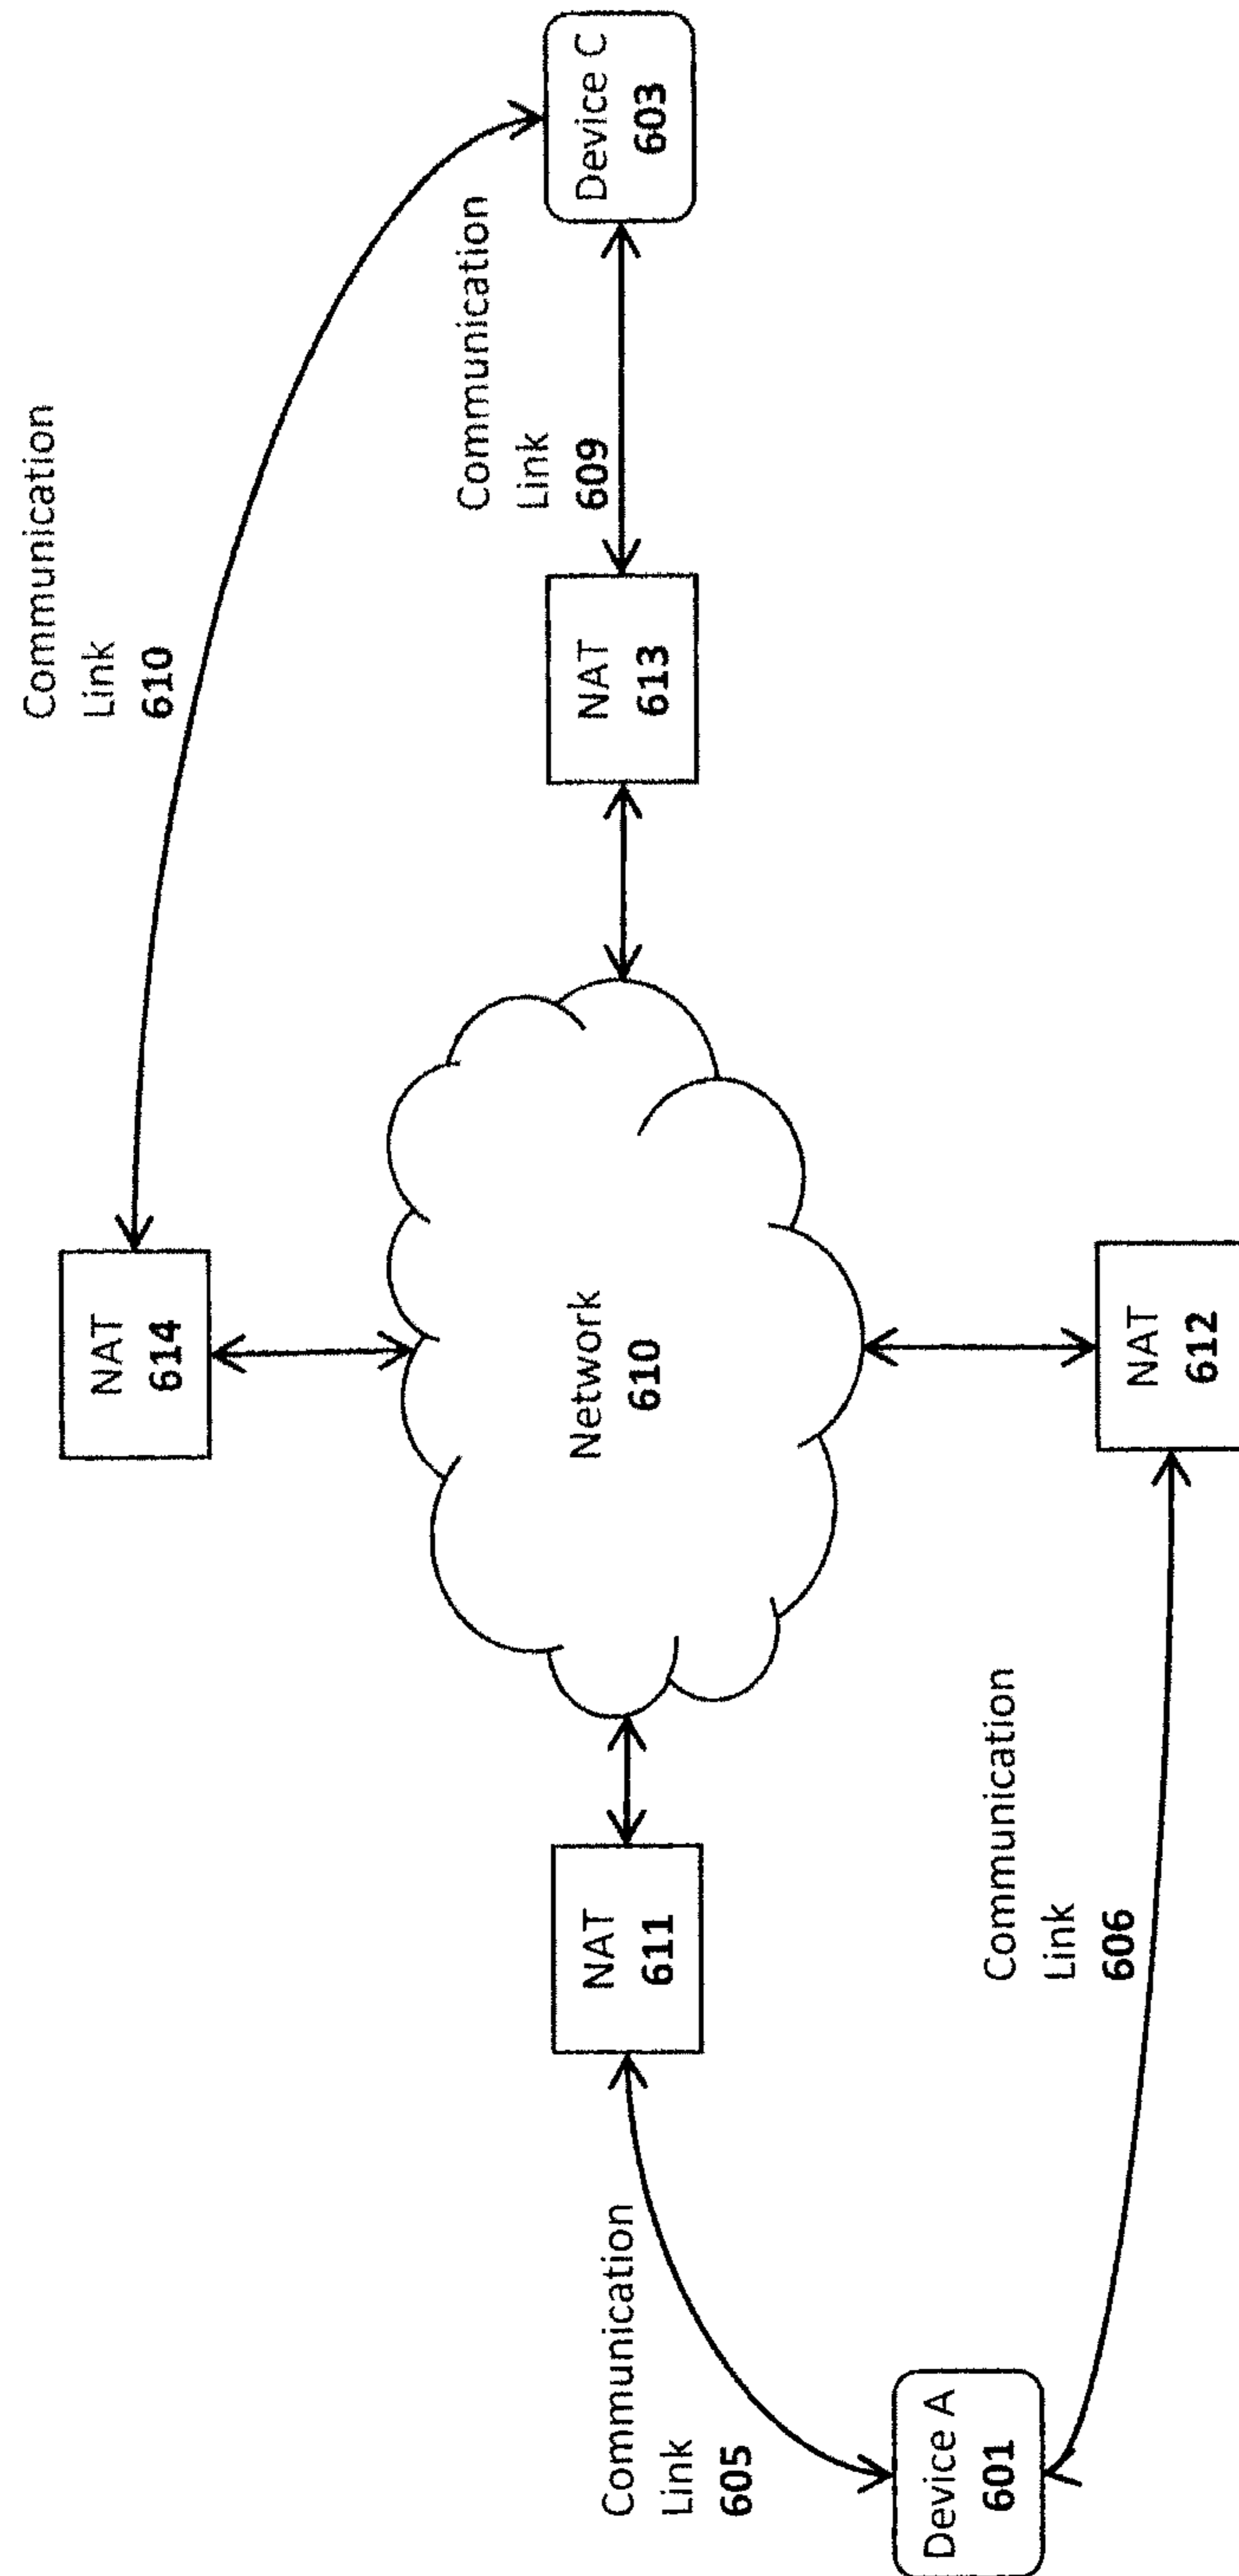 Communication
Link
610
NAT
614
Device C
603
Communication
Link
609
NAT
613
Network
610
NAT
611
NAT
612
Communication
Link
605
Communication
Link
606
Device A
601